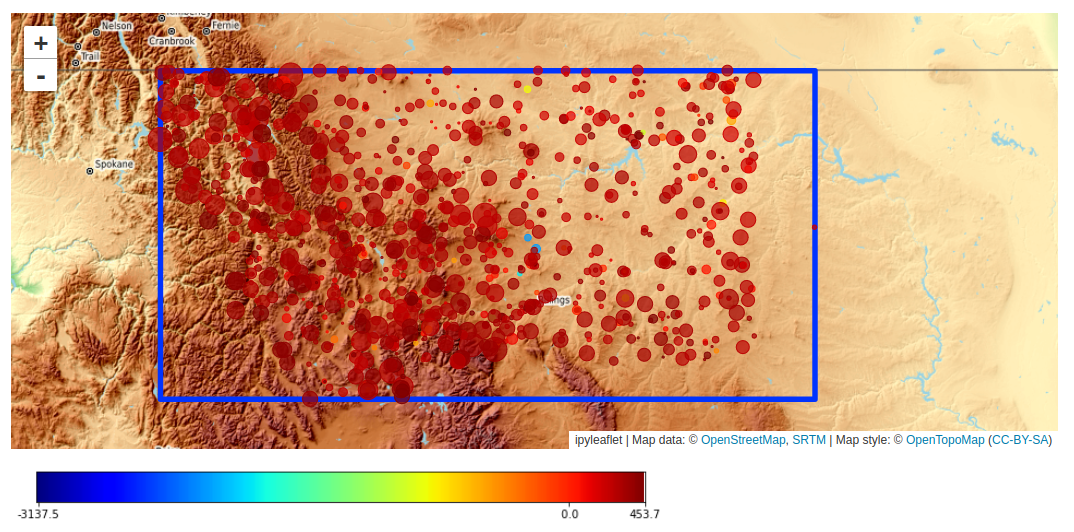 Nelson
Fernie
Cranbrook
Trail
+
-
Spokane
ipyleaflet | Map data: © OpenStreetMap, SRTM | Map style: © OpenTopoMap (CC-BY-SA)
-3137.5 0.0 453.7